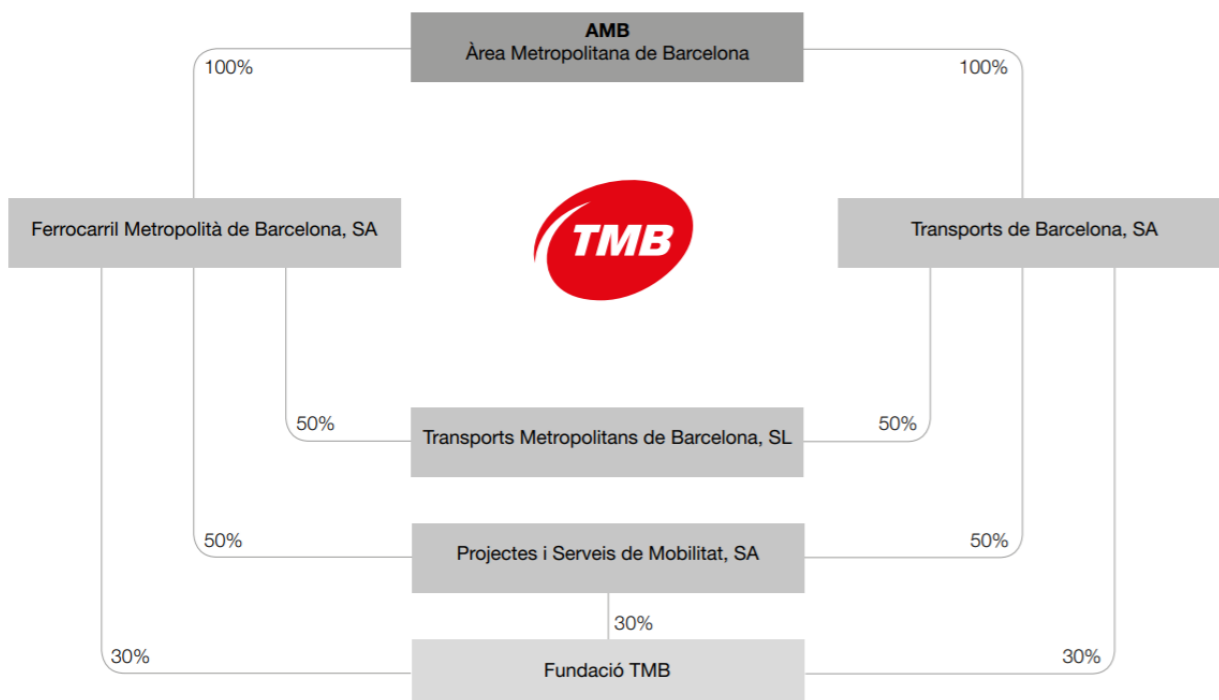 AMB
Àrea Metropolitana de Barcelona
100%
100%
Ferrocarril Metropolità de Barcelona, SA
TMB
Transports de Barcelona, SA
50%
Transports Metropolitans de Barcelona, SL
50%
50%
Projectes i Serveis de Mobilitat, SA
50%
30%
30%
Fundació TMB
30%